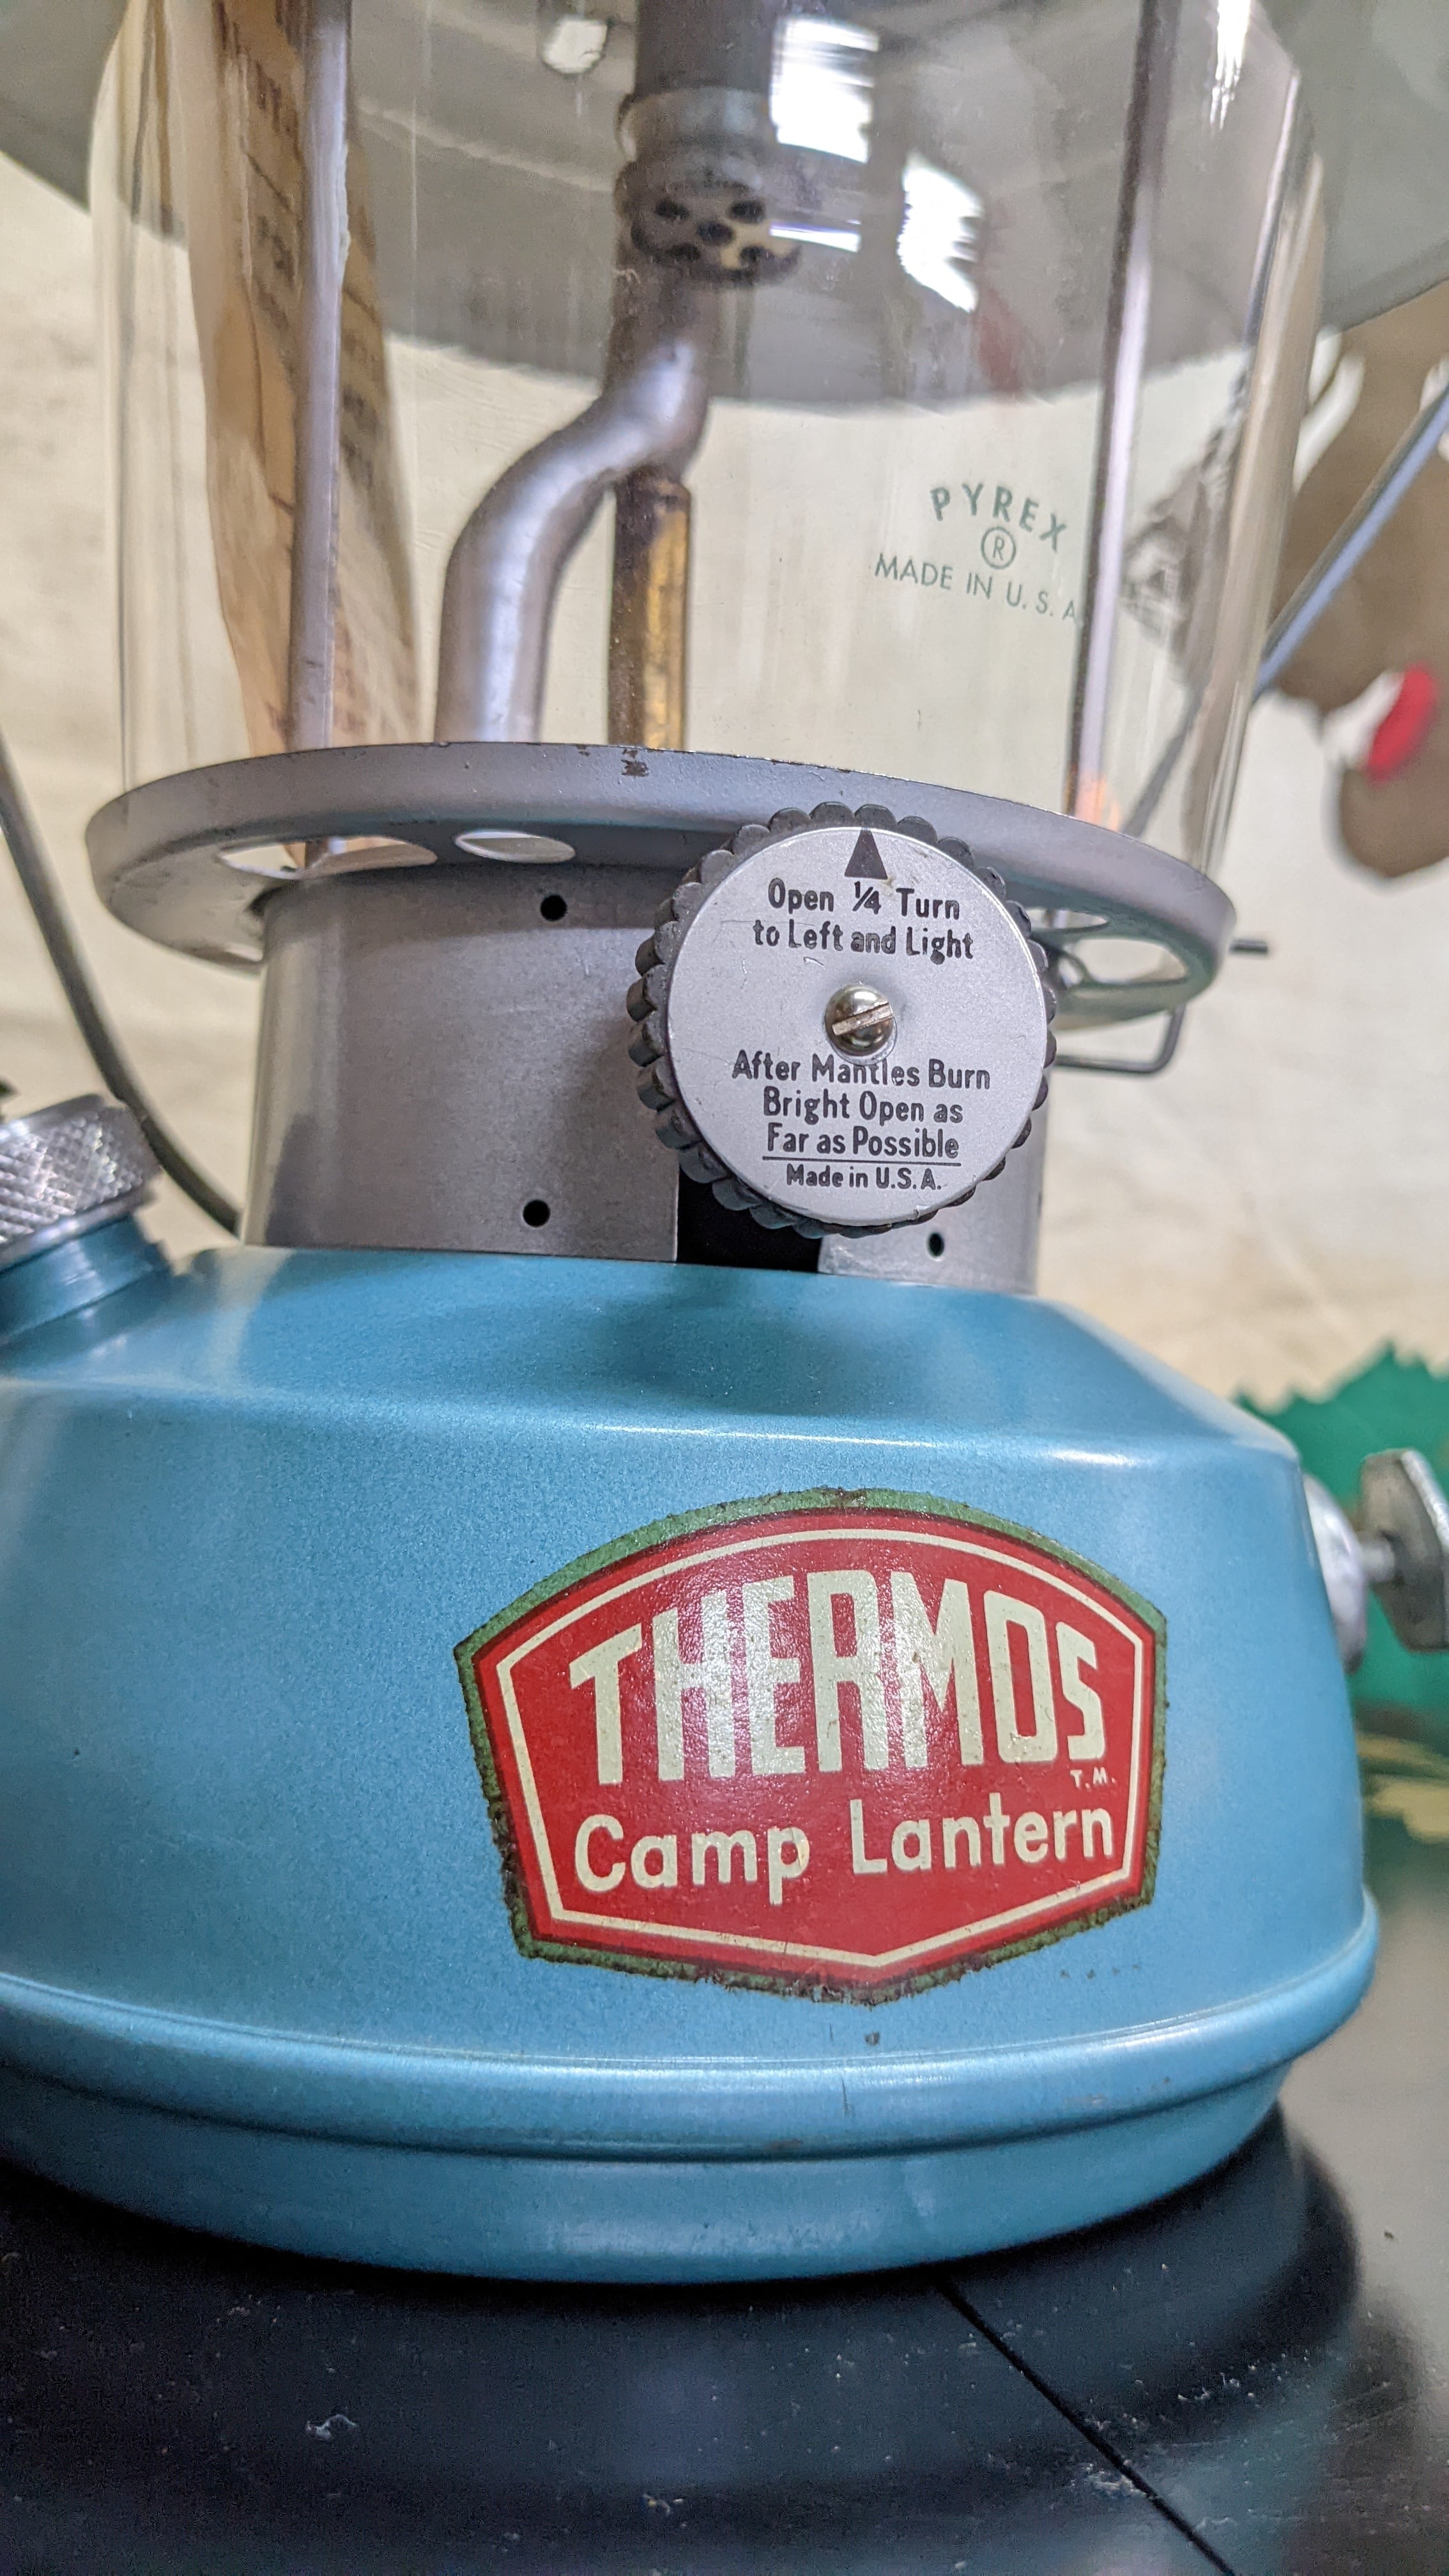 PYREX
®
MADE IN U.S.A.
Open ¼ Turn
to Left and Light
After Mantles Burn
Bright Open as
Far as Possible
Made in U.S.A.
THERMOS
T.M.
Camp Lantern